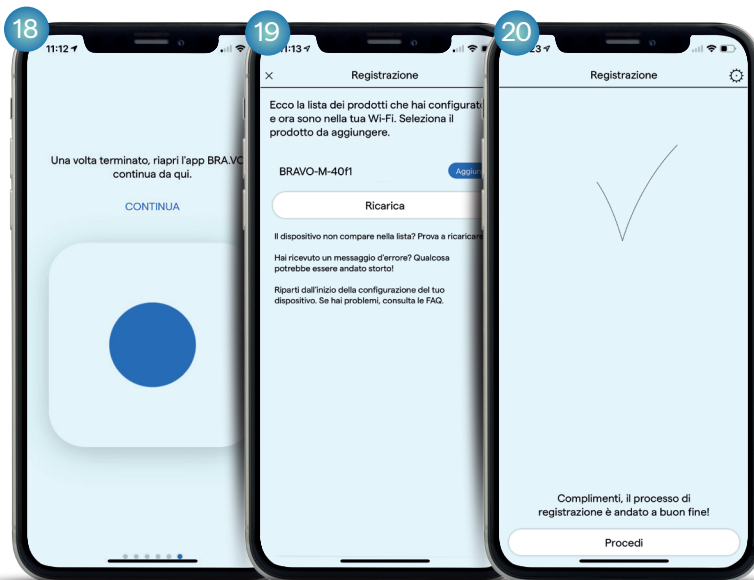 18
11:12
Una volta terminato, riapri l'app BRA.VO
continua da qui.
CONTINUA
19
:13
Registrazione
Ecco la lista dei prodotti che hai configurato
e ora sono nella tua Wi-Fi. Seleziona il
prodotto da aggiungere.
BRAVO-M-40f1
Aggiun
Ricarica
Il dispositivo non compare nella lista? Prova a ricaricare
Hai ricevuto un messaggio d'errore? Qualcosa
potrebbe essere andato storto!
Riparti dall'inizio della configurazione del tuo
dispositivo. Se hai problemi, consulta le FAQ.
20
23
Registrazione
Complimenti, il processo di
registrazione è andato a buon fine!
Procedi